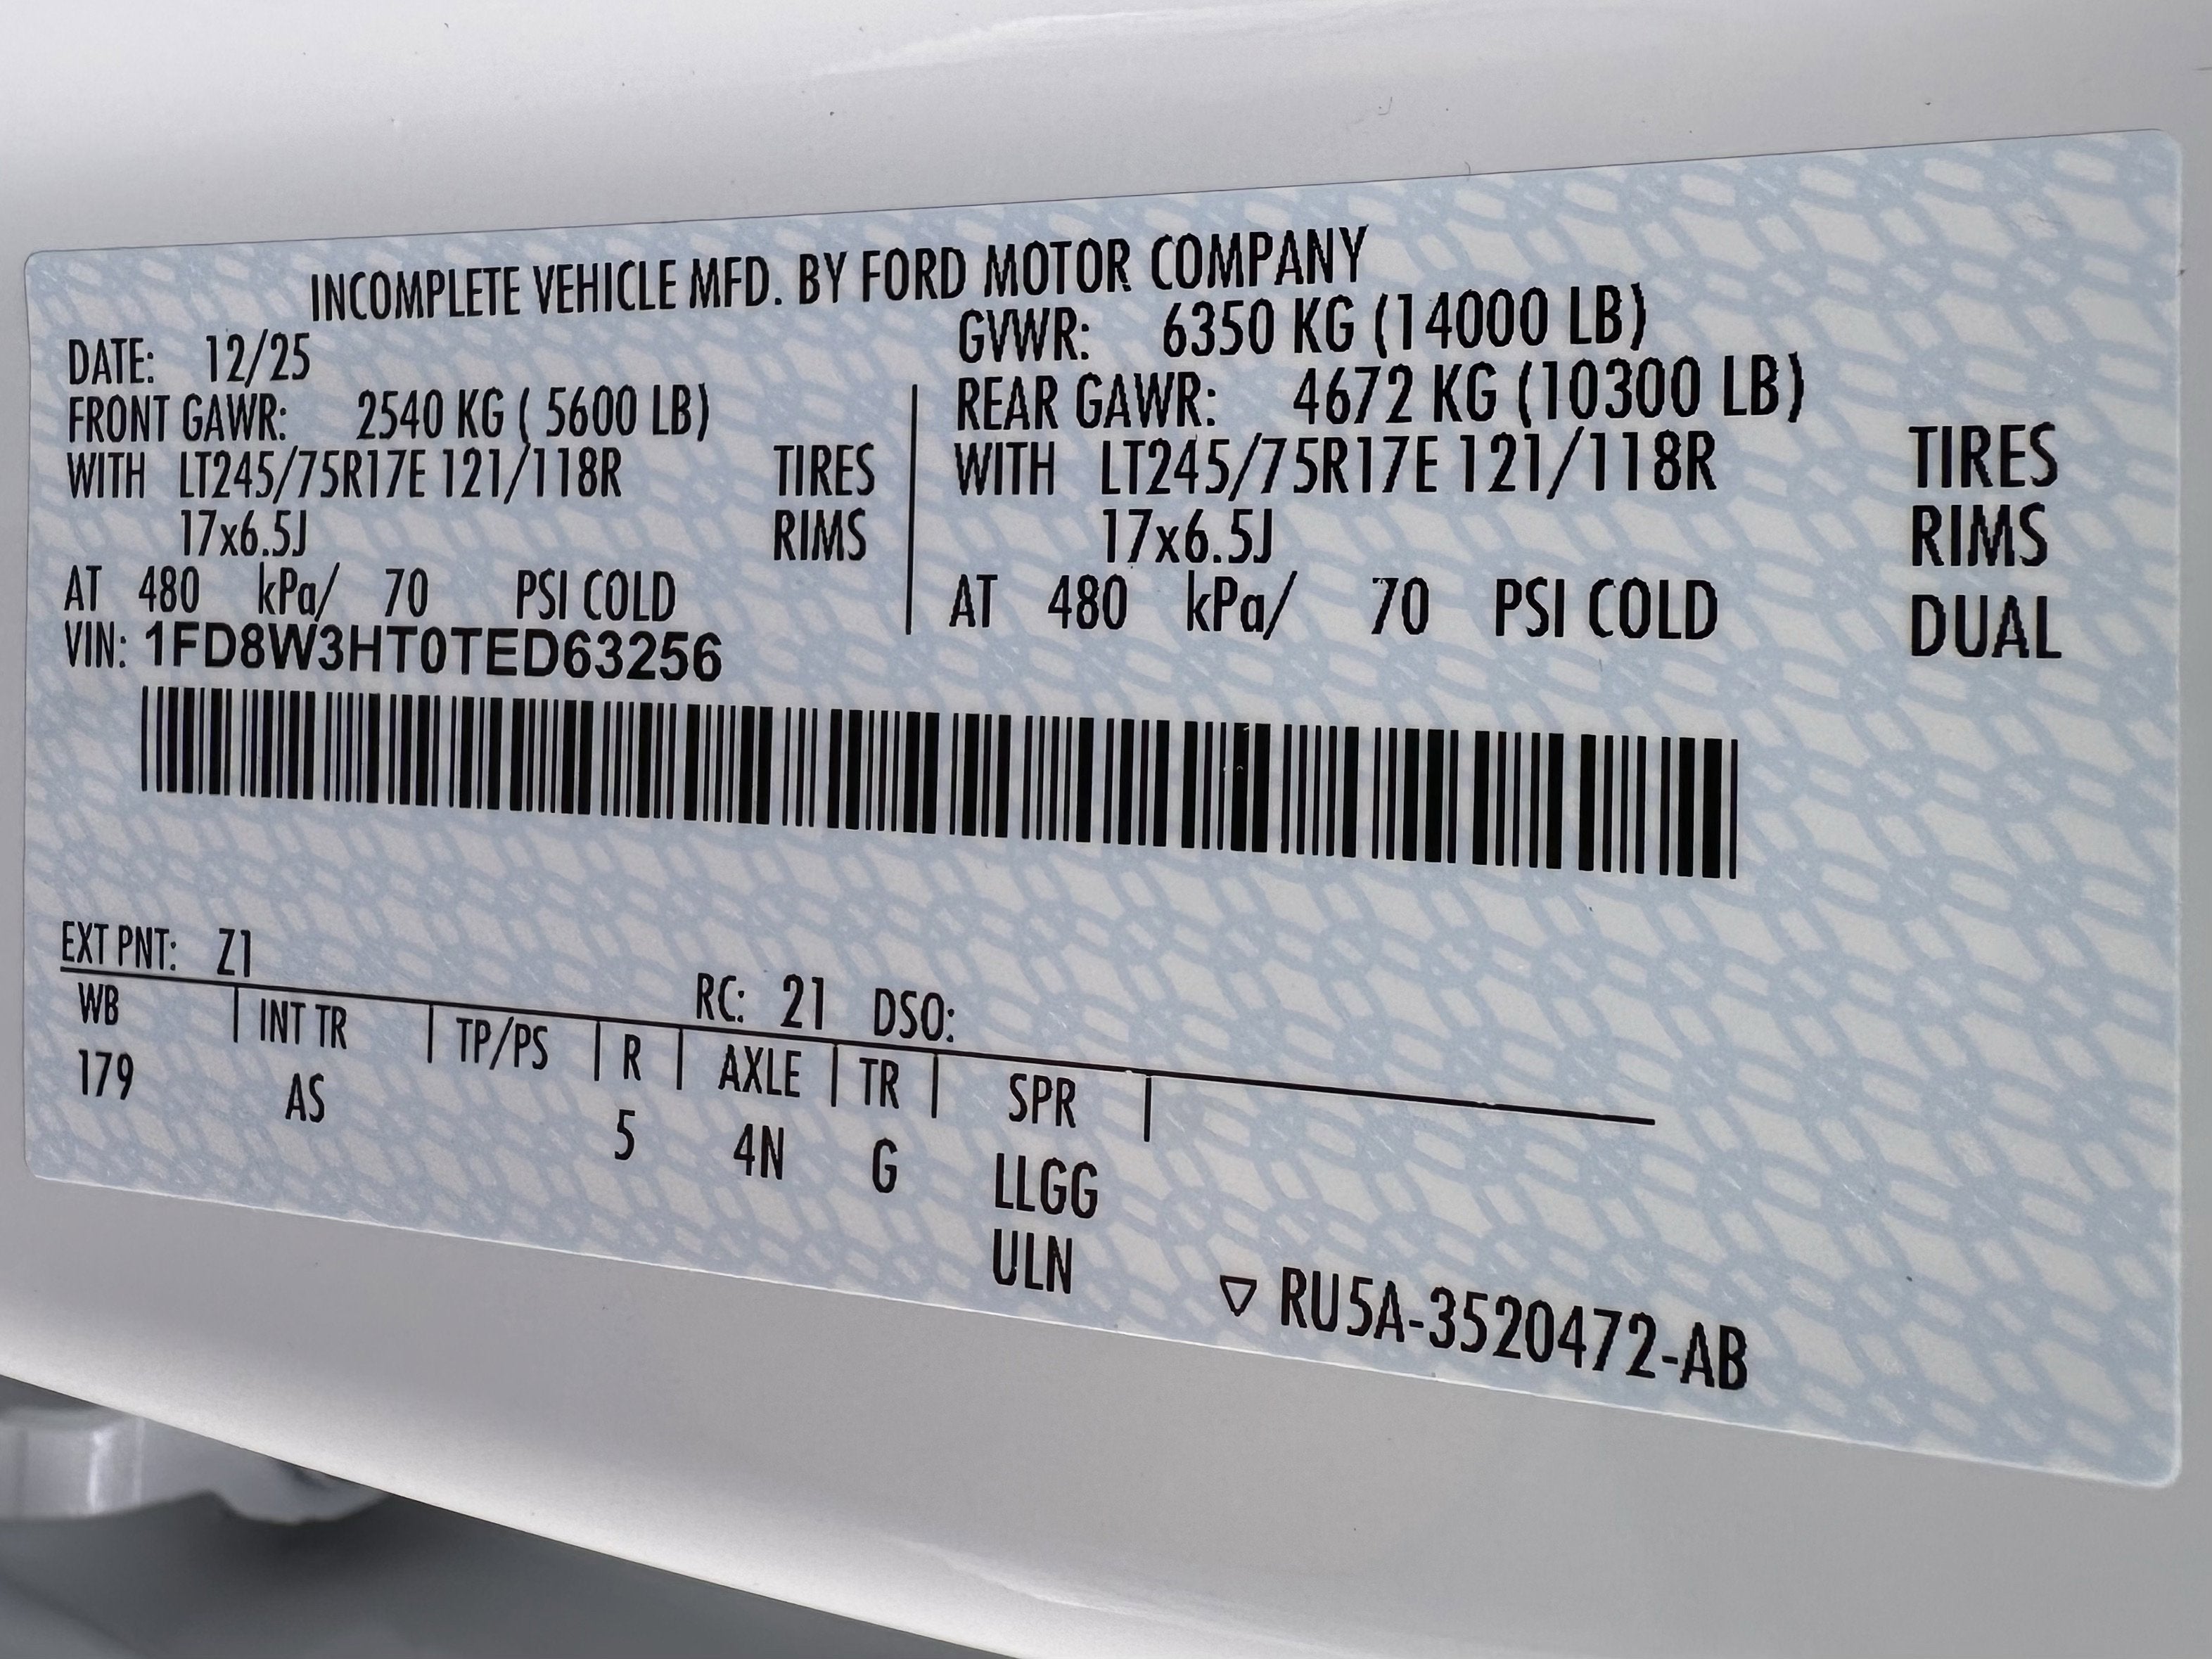 INCOMPLETE VEHICLE MFD. BY FORD MOTOR COMPANY
DATE: 12/25
GVWR: 6350 KG (14000 LB)
FRONT GAWR: 2540 KG ( 5600 LB)
REAR GAWR: 4672 KG (10300 LB)
WITH LT245/75R17E 121/118R TIRES
WITH LT245/75R17E 121/118R TIRES
17x6.5J RIMS
17x6.5J RIMS
AT 480 kPa/ 70 PSI COLD
AT 480 kPa/ 70 PSI COLD DUAL
VIN: 1FD8W3HT0TED63256
EXT PNT: Z1 RC: 21 DSO:
WB INT TR TP/PS R AXLE TR SPR
179 AS 5 4N G LLGG
ULN
▽ RU5A-3520472-AB